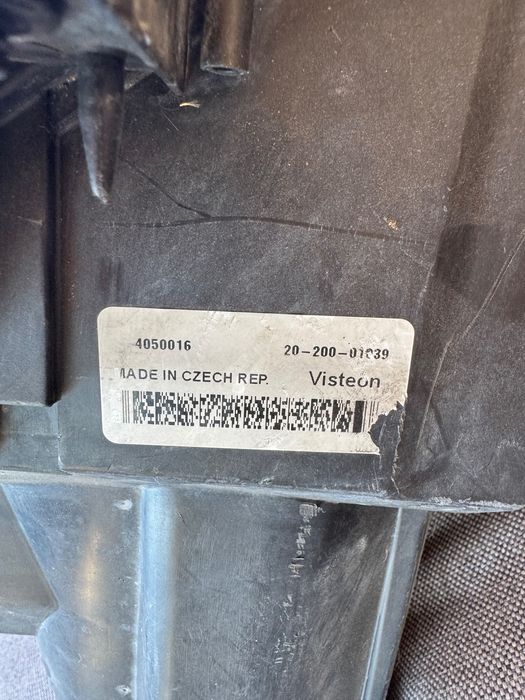 4050016 20-200-01039
MADE IN CZECH REP. Visteon